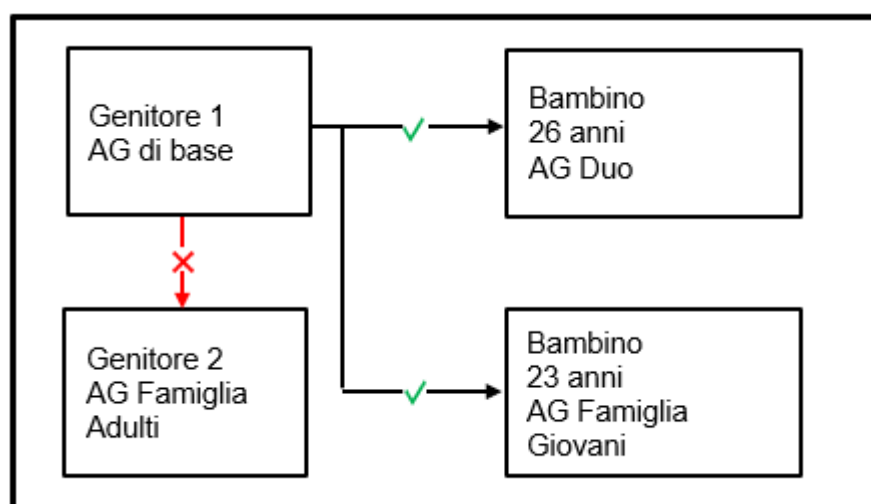 Genitore 1
AG di base
Bambino
26 anni
AG Duo
Genitore 2
AG Famiglia
Adulti
Bambino
23 anni
AG Famiglia
Giovani